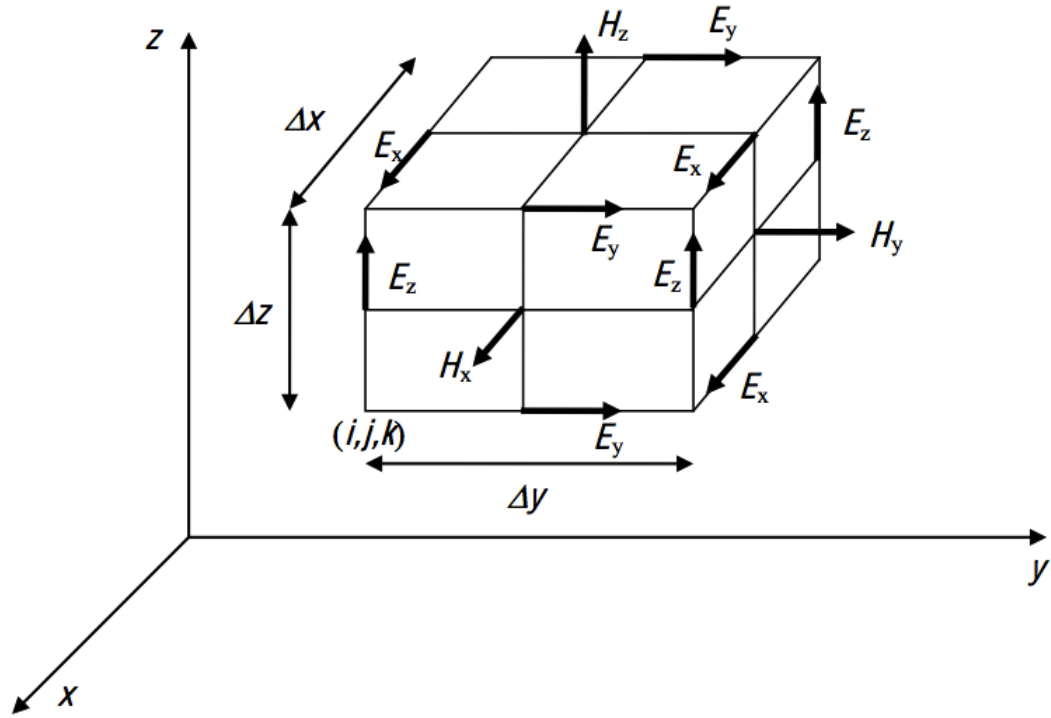 z
H_z
E_y
Δx
E_x
E_x
E_z
E_y
H_y
E_z
E_z
Δz
H_x
E_x
(i,j,k)
E_y
Δy
y
x